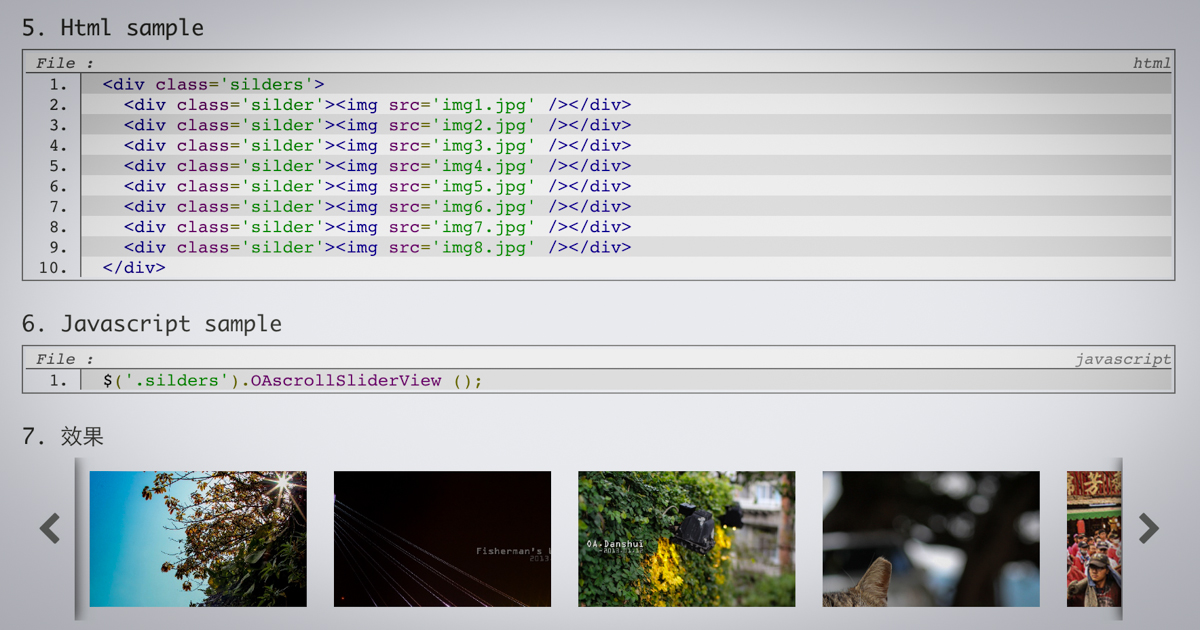 5. Html sample
File :
html
1. <div class='silders'>
2. <div class='silder'><img src='img1.jpg' /></div>
3. <div class='silder'><img src='img2.jpg' /></div>
4. <div class='silder'><img src='img3.jpg' /></div>
5. <div class='silder'><img src='img4.jpg' /></div>
6. <div class='silder'><img src='img5.jpg' /></div>
7. <div class='silder'><img src='img6.jpg' /></div>
8. <div class='silder'><img src='img7.jpg' /></div>
9. <div class='silder'><img src='img8.jpg' /></div>
10. </div>
6. Javascript sample
File :
javascript
1. $('.silders').OAscrollSliderView ();
7. 效果
Fisherman's
2013
OA.Danshui